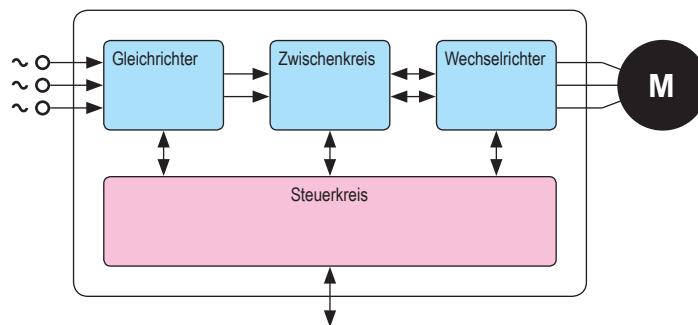 Gleichrichter
Zwischenkreis
Wechselrichter
~
~
~
M
Steuerkreis